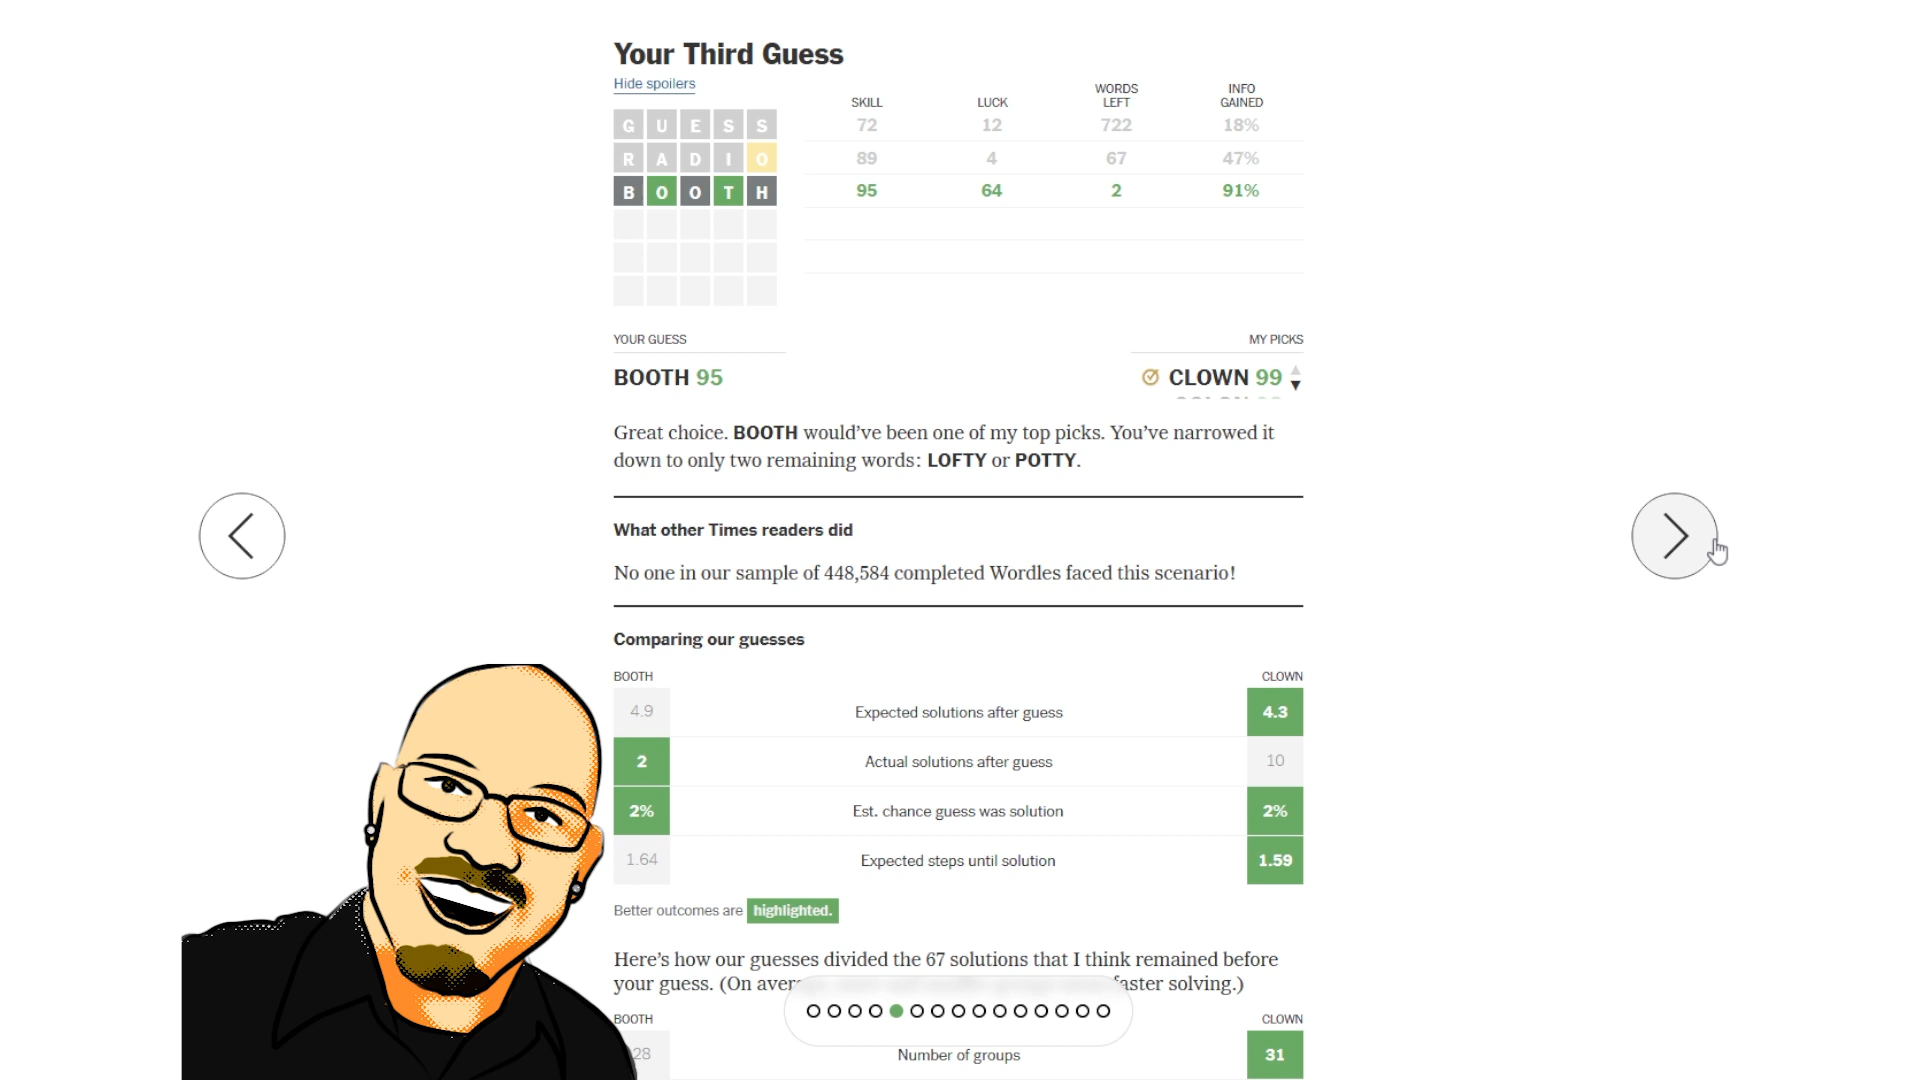 Your Third Guess
Hide spoilers
SKILL LUCK WORDS LEFT INFO GAINED
G U E S S 72 12 722 18%
R A D I O 89 4 67 47%
B O O T H 95 64 2 91%
YOUR GUESS MY PICKS
BOOTH 95 CLOWN 99
Great choice. BOOTH would've been one of my top picks. You've narrowed it
down to only two remaining words: LOFTY or POTTY.
What other Times readers did
No one in our sample of 448,584 completed Wordles faced this scenario!
Comparing our guesses
BOOTH CLOWN
4.9 Expected solutions after guess 4.3
2 Actual solutions after guess 10
2% Est. chance guess was solution 2%
1.64 Expected steps until solution 1.59
Better outcomes are highlighted.
Here's how our guesses divided the 67 solutions that I think remained before
your guess. (On aver faster solving.)
BOOTH CLOWN
28 Number of groups 31